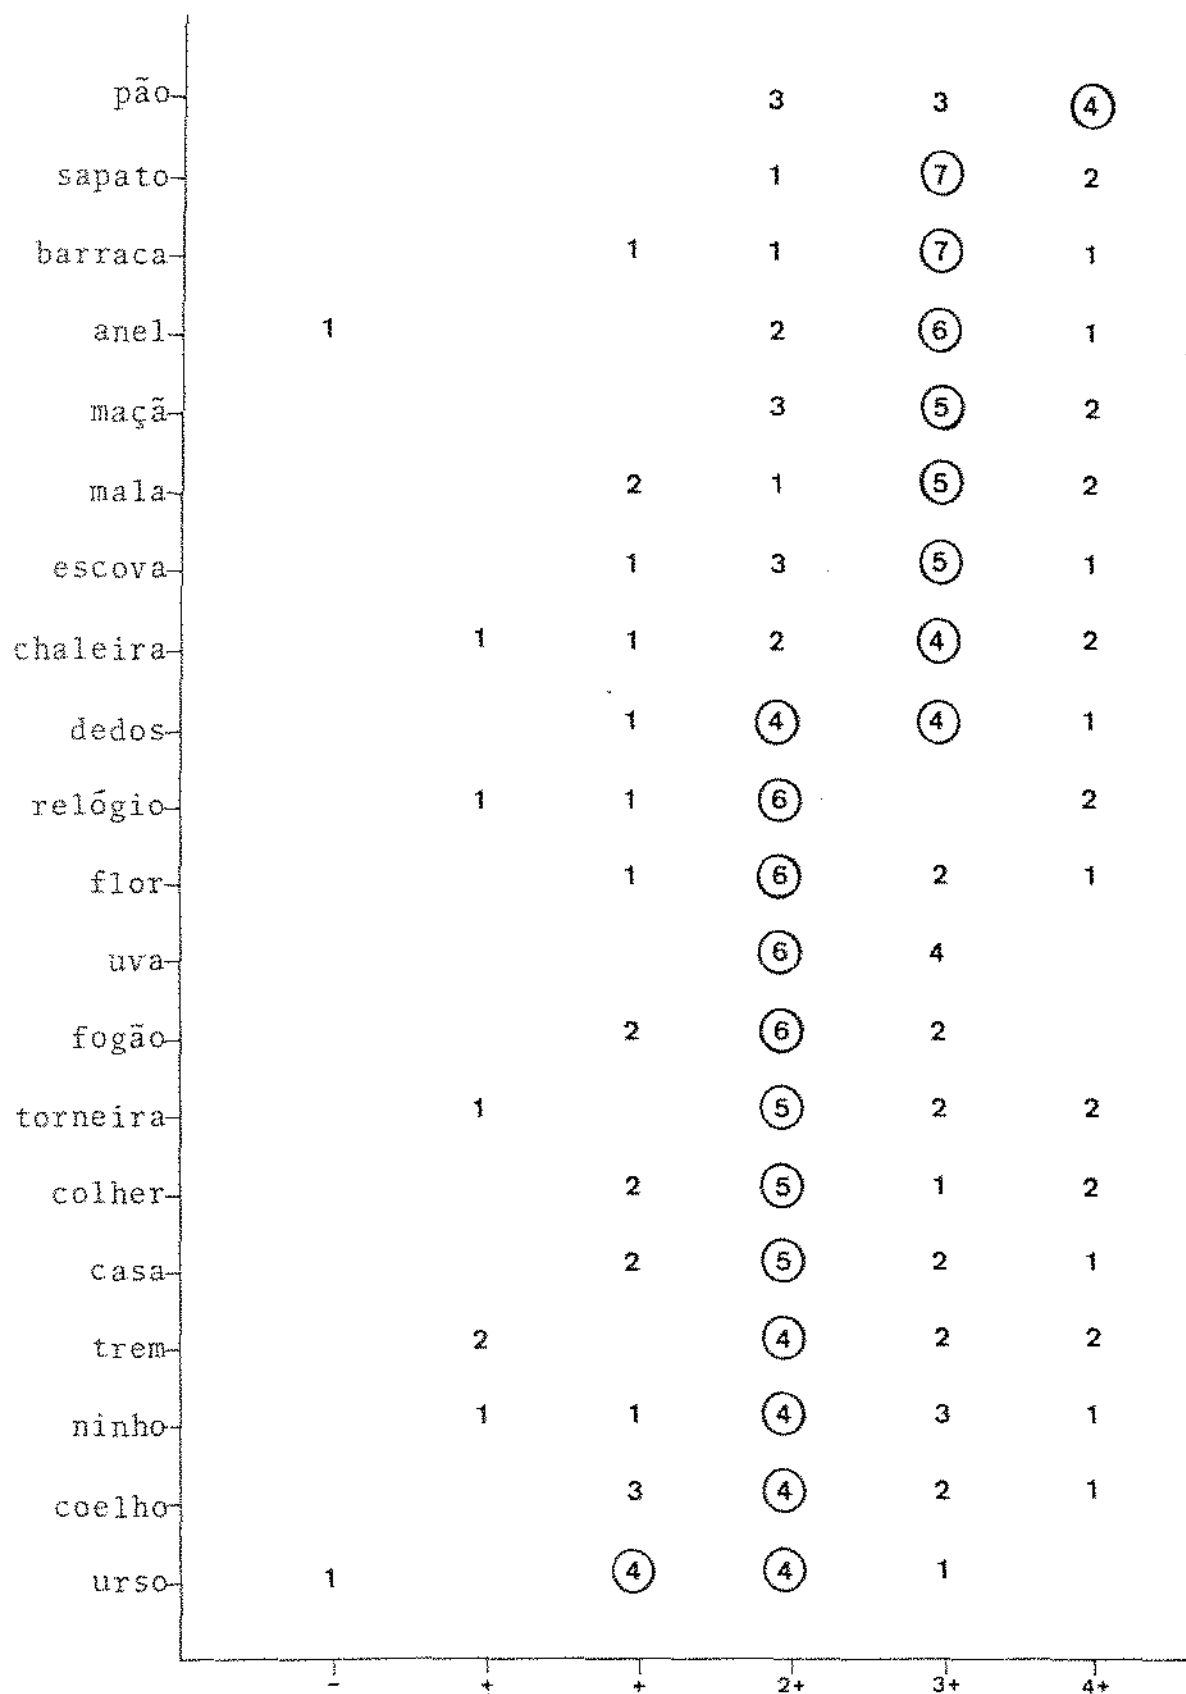 pão 3 3 4
sapato 1 7 2
barraca 1 1 7 1
anel 1 2 6 1
maçã 3 5 2
mala 2 1 5 2
escova 1 3 5 1
chaleira 1 1 2 4 2
dedos 1 4 4 1
relógio 1 1 6 2
flor 1 6 2 1
uva 6 4
fogão 2 6 2
torneira 1 5 2 2
colher 2 5 1 2
casa 2 5 2 1
trem 2 4 2 2
ninho 1 1 4 3 1
coelho 3 4 2 1
urso 1 4 4 1
- + + 2+ 3+ 4+